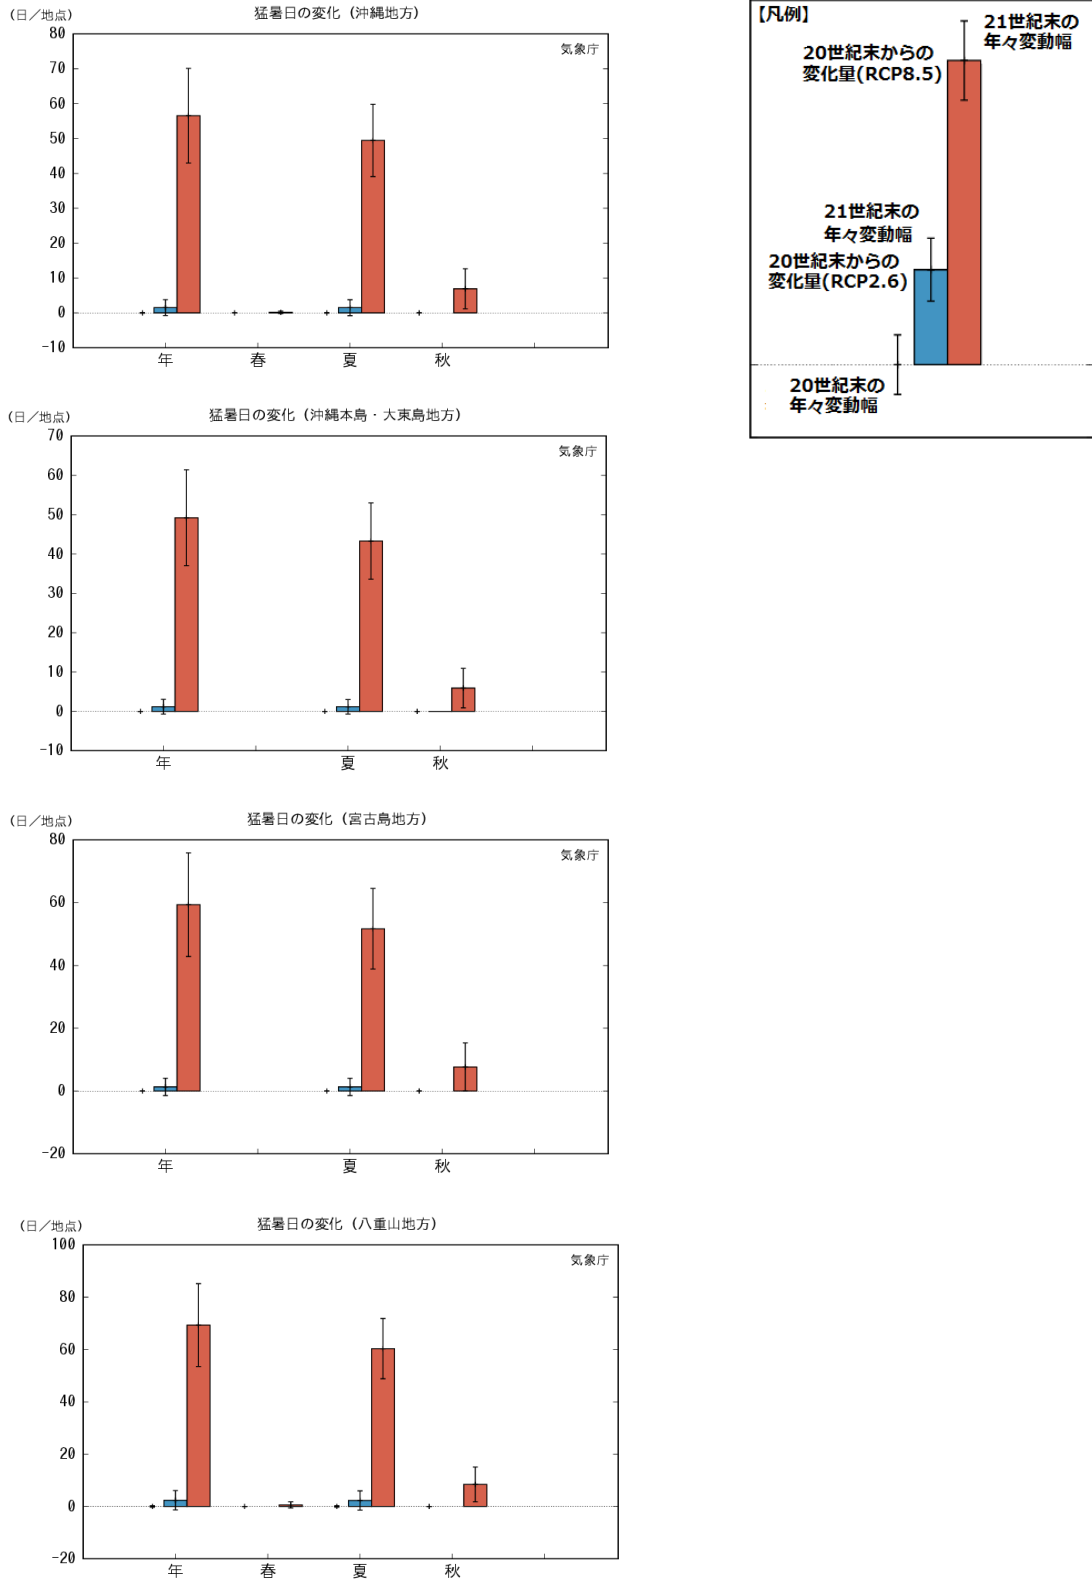 (日/地点)
猛暑日の変化 (沖縄地方)
気象庁
80
70
60
50
40
30
20
10
0
-10
年
春
夏
秋
【凡例】
21世紀末の
年々変動幅
20世紀末からの
変化量(RCP8.5)
21世紀末の
年々変動幅
20世紀末からの
変化量(RCP2.6)
20世紀末の
年々変動幅
(日/地点)
猛暑日の変化 (沖縄本島・大東島地方)
気象庁
70
60
50
40
30
20
10
0
-10
年
夏
秋
(日/地点)
猛暑日の変化 (宮古島地方)
気象庁
80
60
40
20
0
-20
年
夏
秋
(日/地点)
猛暑日の変化 (八重山地方)
気象庁
100
80
60
40
20
0
-20
年
春
夏
秋